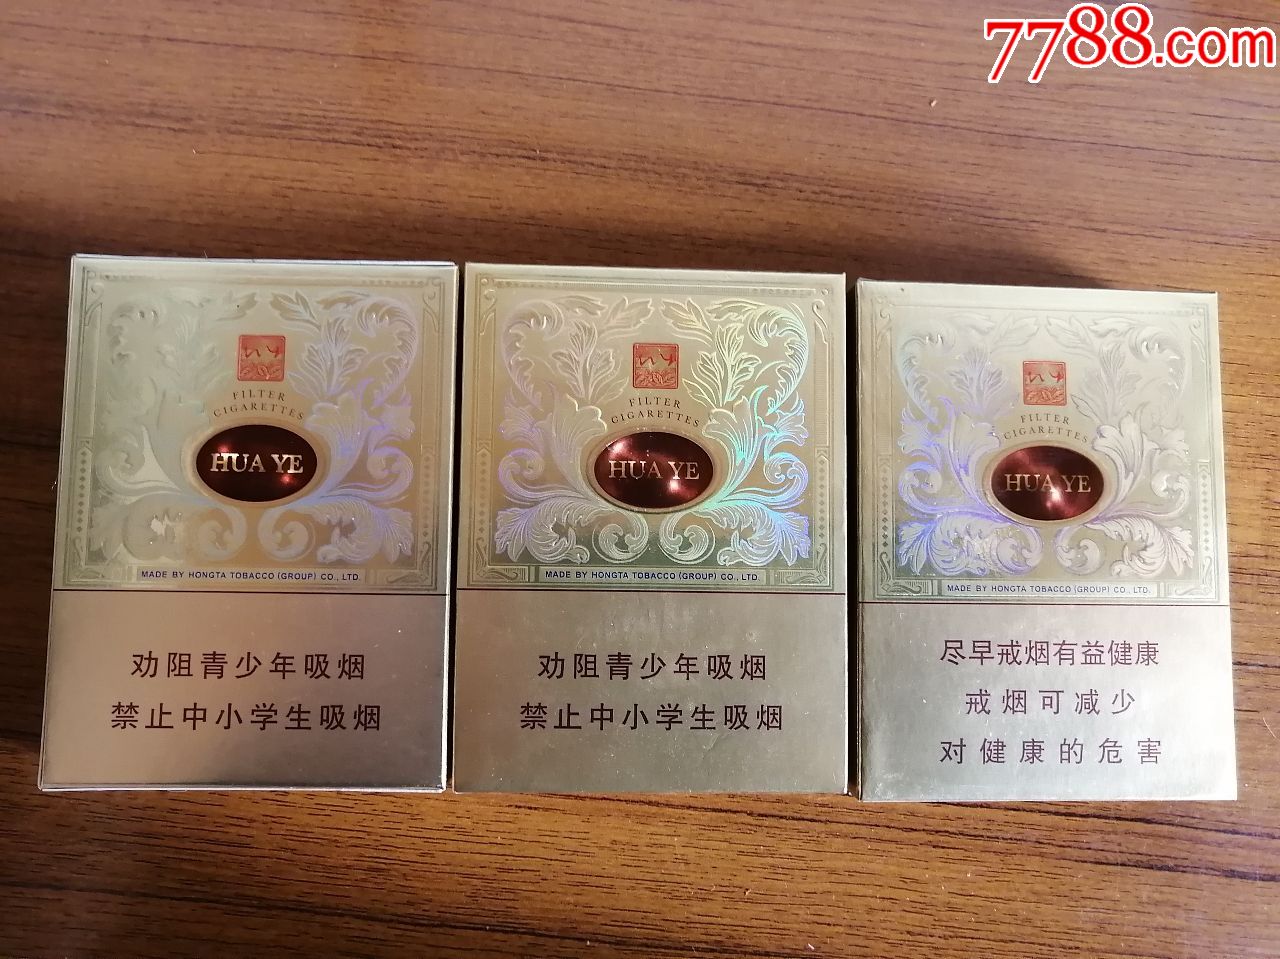 7788.com
FILTER
CIGARETTES
HUA YE
MADE BY HONGTA TOBACCO (GROUP) CO., LTD.
劝阻青少年吸烟
禁止中小学生吸烟
FILTER
CIGARETTES
HUA YE
MADE BY HONGTA TOBACCO (GROUP) CO., LTD.
劝阻青少年吸烟
禁止中小学生吸烟
FILTER
CIGARETTES
HUA YE
MADE BY HONGTA TOBACCO (GROUP) CO., LTD.
尽早戒烟有益健康
戒烟可减少
对健康的危害